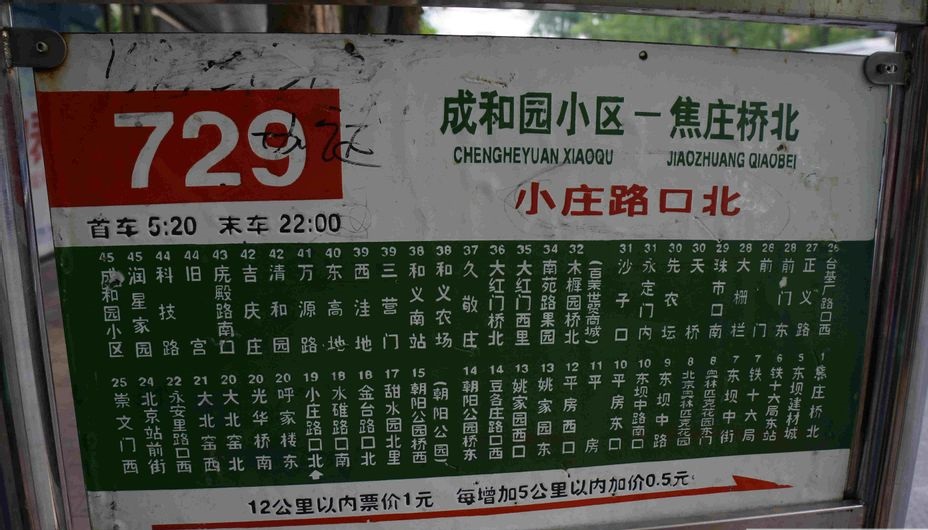 729
成和园小区－焦庄桥北
CHENGHEYUAN XIAOQU JIAOZHUANG QIAOBEI
小庄路口北
首车 5:20 末车 22:00
45 45 44 44 43 42 42 41 40 39 39 38 38 37 36 35 34 32 31 31 30 30 29 28 28 28 27 26
成和园小区 润星家园 科技路 旧宫 庑殿路南口 吉庆庄 清和园 万源路 东高地 西洼地 三营门 和义南站 和义农场 久敬庄 大红门桥北 大红门西里 南苑路果园 木樨园桥北 (百荣世贸商城) 沙子口 永定门内 先农坛 天桥 珠市口南 大栅栏 前门 前门东 正义路 台基厂路口西
25 24 22 21 20 20 20 19 18 18 17 15 14 14 13 13 12 11 10 10 9 8 8 7 7 6 5 1
崇文门西 北京站前街 永安里路口西 大北窑西 大北窑北 光华桥南 呼家楼东 小庄路口北 水碓路口南 金台路口南 甜水园北里 朝阳公园桥西 (朝阳公园) 朝阳公园桥东 豆各庄路口西 姚家园西口 姚家园东 平房西口 平房 平房东口 东坝中路南口 东坝中路 北京奥林匹克花园 奥林匹克花园东门 东坝中街 铁十六局 铁十六局东站 东坝建材城 焦庄桥北
12公里以内票价1元 每增加5公里以内加价0.5元